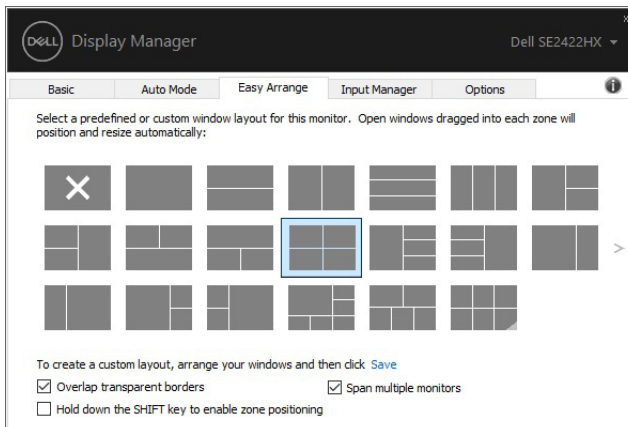 DELL Display Manager
Dell SE2422HX
Basic
Auto Mode
Easy Arrange
Input Manager
Options
Select a predefined or custom window layout for this monitor. Open windows dragged into each zone will
position and resize automatically:
To create a custom layout, arrange your windows and then click Save
Overlap transparent borders
Span multiple monitors
Hold down the SHIFT key to enable zone positioning